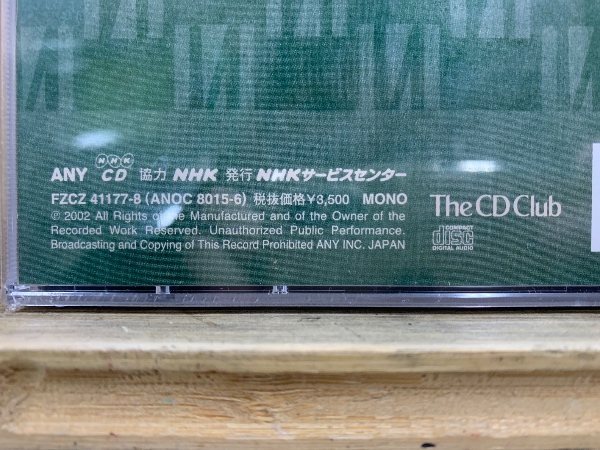 NHK
ANY CD 協力 NHK 発行 NHKサービスセンター
FZCZ 41177-8 (ANOC 8015-6) 税抜価格¥3,500 MONO
℗ 2002 All Rights of the Manufactured and of the Owner of the
Recorded Work Reserved. Unauthorized Public Performance.
Broadcasting and Copying of This Record Prohibited ANY INC. JAPAN
The CD Club
COMPACT
disc
DIGITAL AUDIO